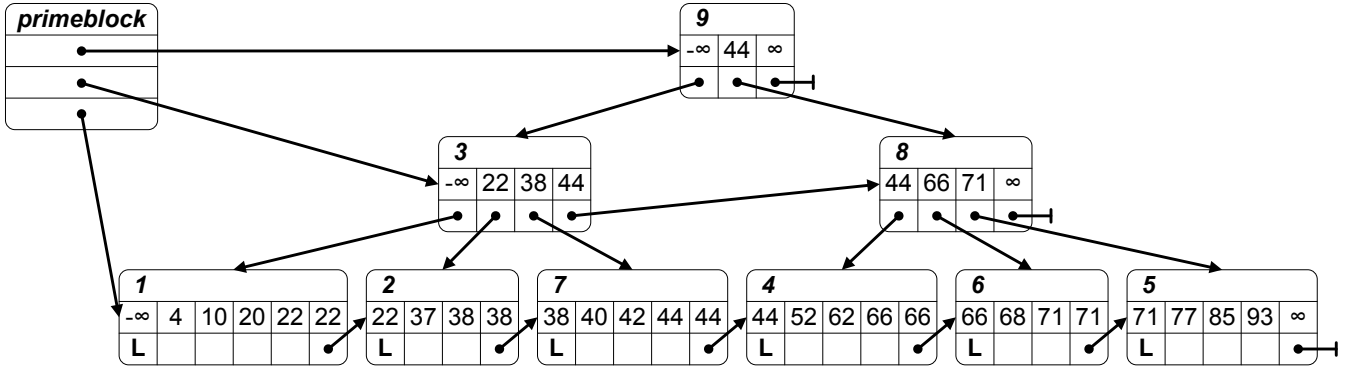 primeblock
9
-∞ 44 ∞
3
-∞ 22 38 44
8
44 66 71 ∞
1
-∞ 4 10 20 22 22
L
2
22 37 38 38
L
7
38 40 42 44 44
L
4
44 52 62 66 66
L
6
66 68 71 71
L
5
71 77 85 93 ∞
L